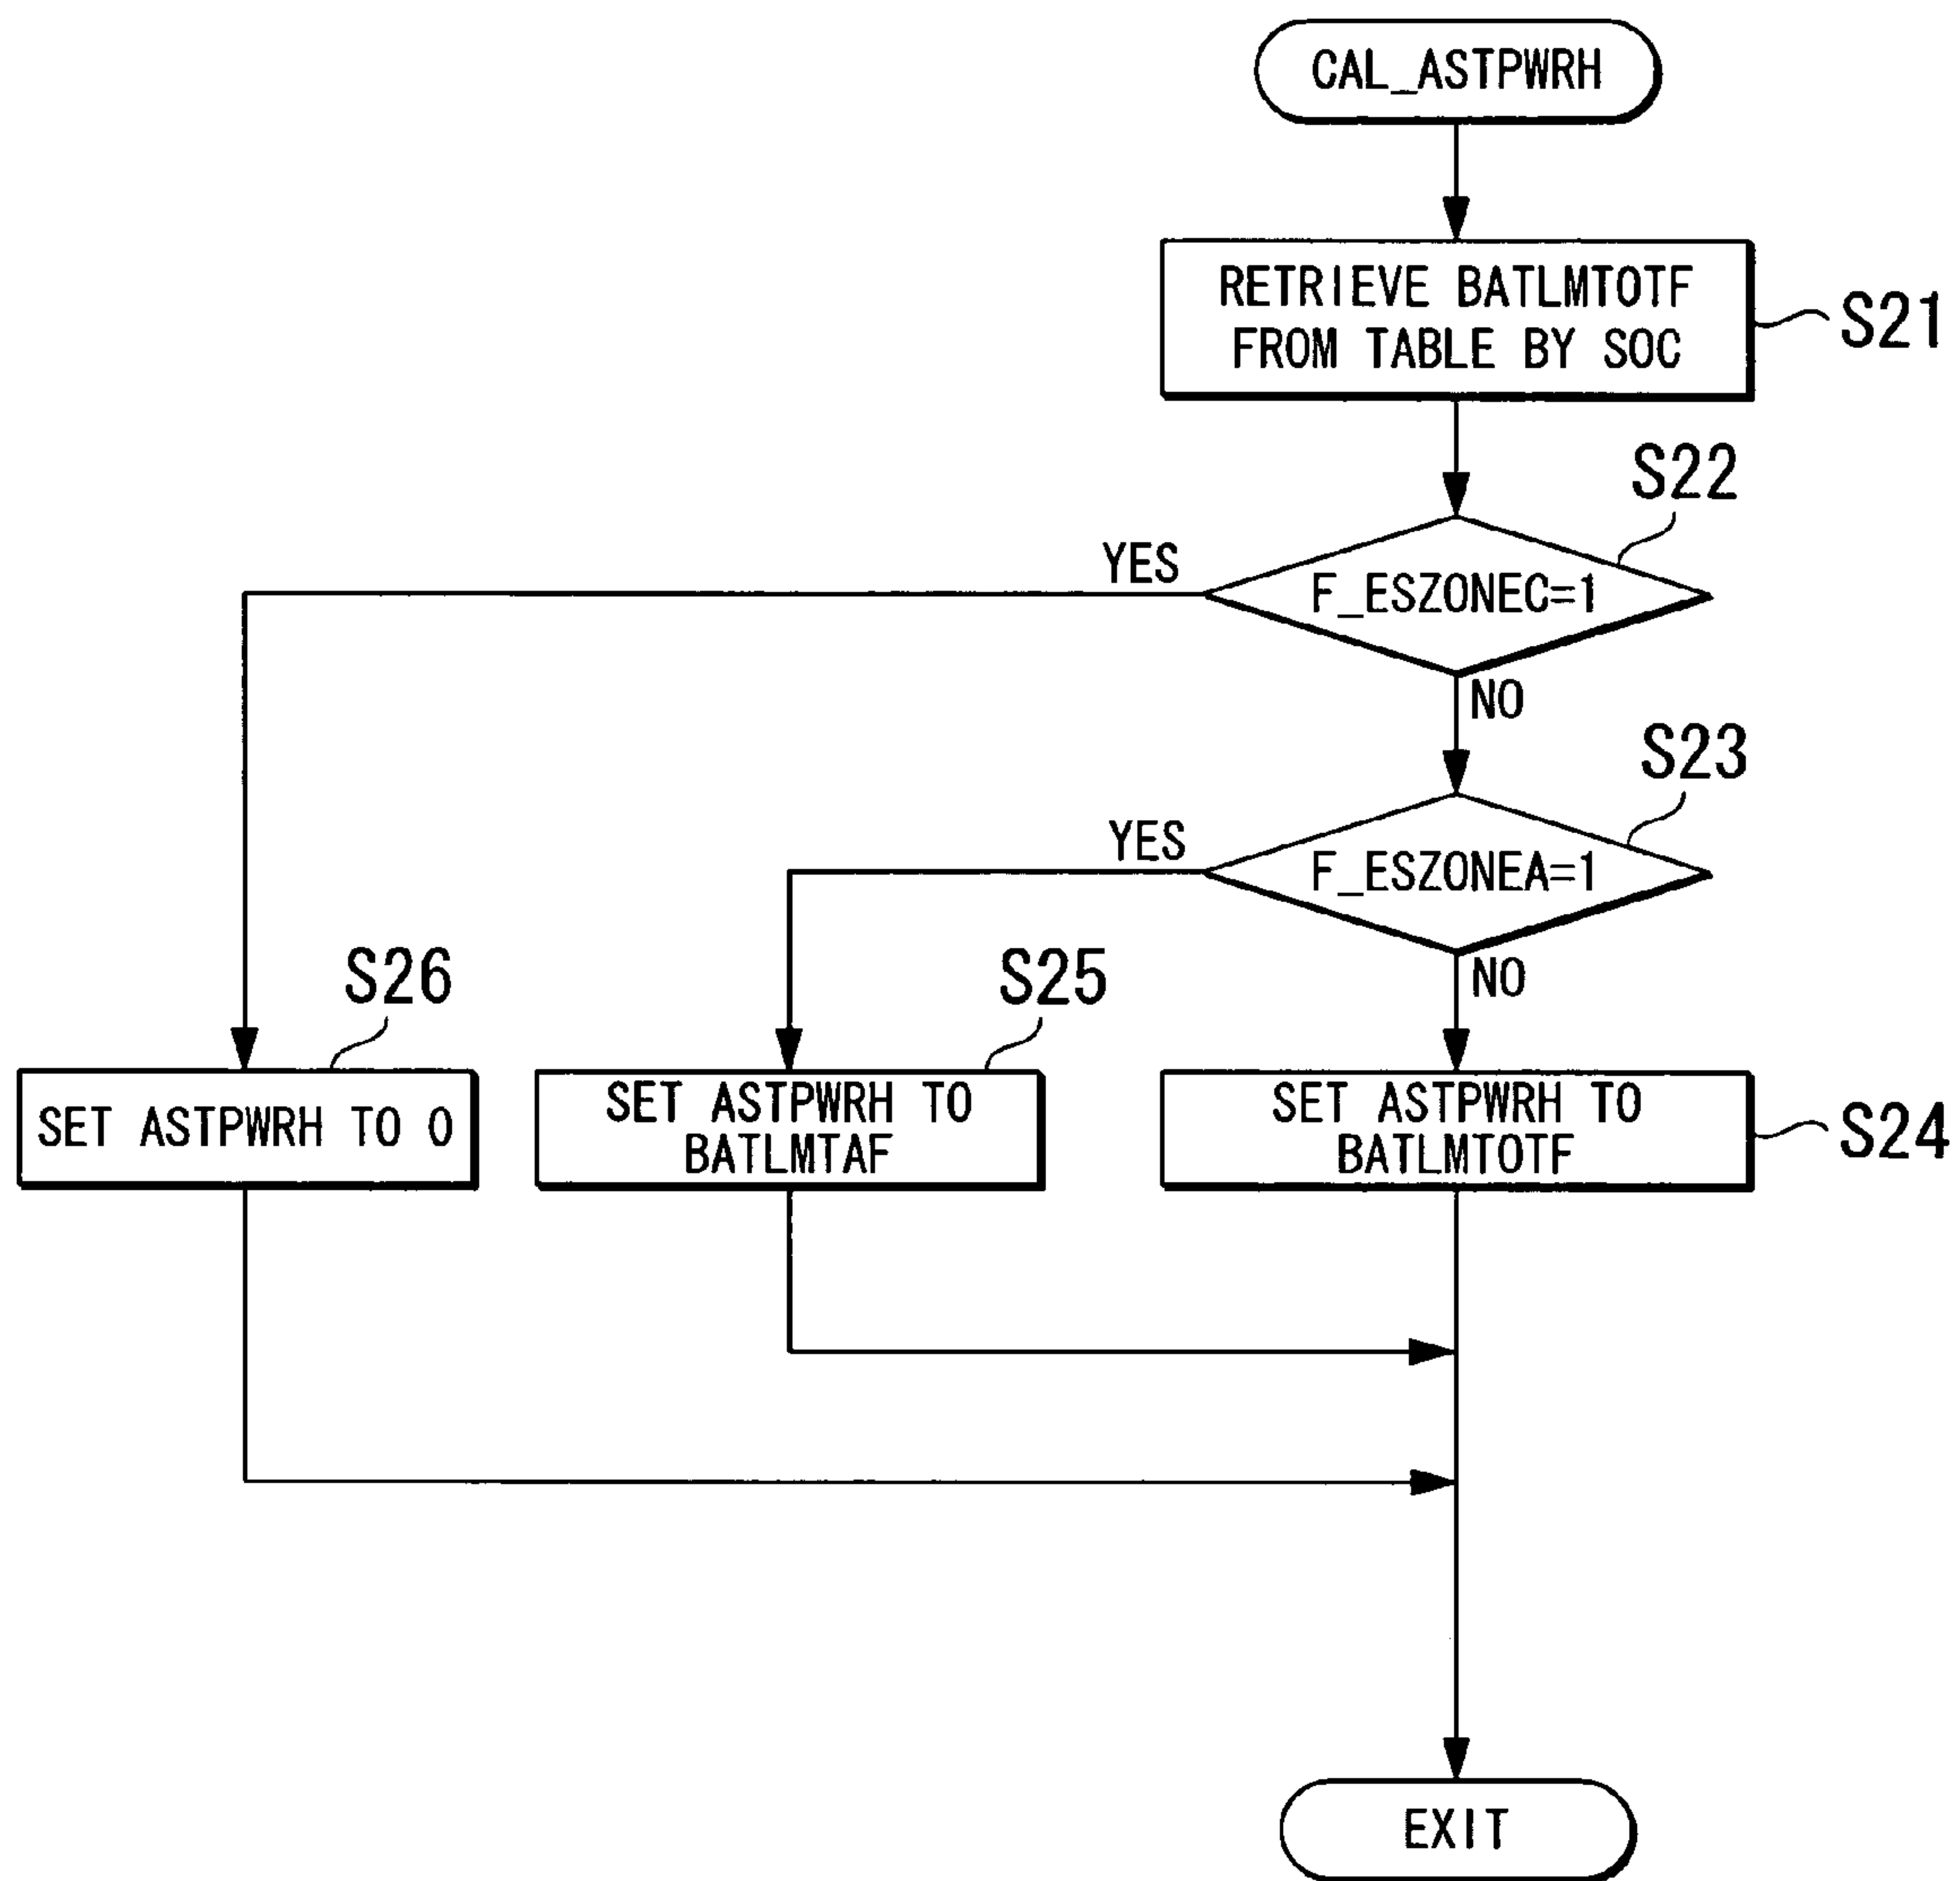 CAL_ASTPWRH
RETRIEVE BATLMTOTF
FROM TABLE BY SOC
S21
S22
YES
F_ESZONEC=1
NO
S23
YES
F_ESZONEA=1
NO
S26
S25
SET ASTPWRH TO 0
SET ASTPWRH TO
BATLMTAF
SET ASTPWRH TO
BATLMTOTF
S24
EXIT